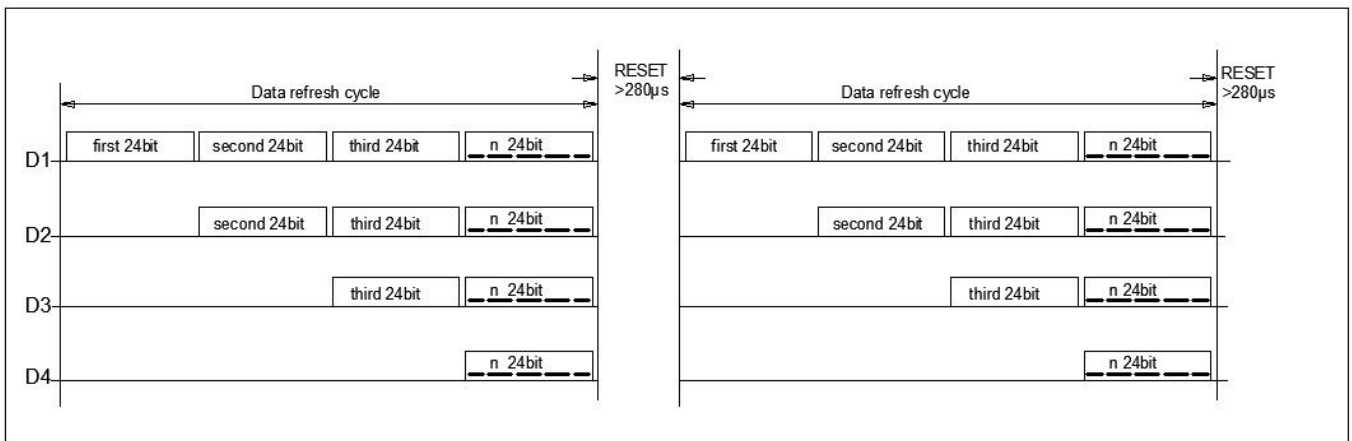 RESET
>280µs
RESET
>280µs
Data refresh cycle
Data refresh cycle
D1 first 24bit second 24bit third 24bit n 24bit first 24bit second 24bit third 24bit n 24bit
D2 second 24bit third 24bit n 24bit second 24bit third 24bit n 24bit
D3 third 24bit n 24bit third 24bit n 24bit
D4 n 24bit n 24bit